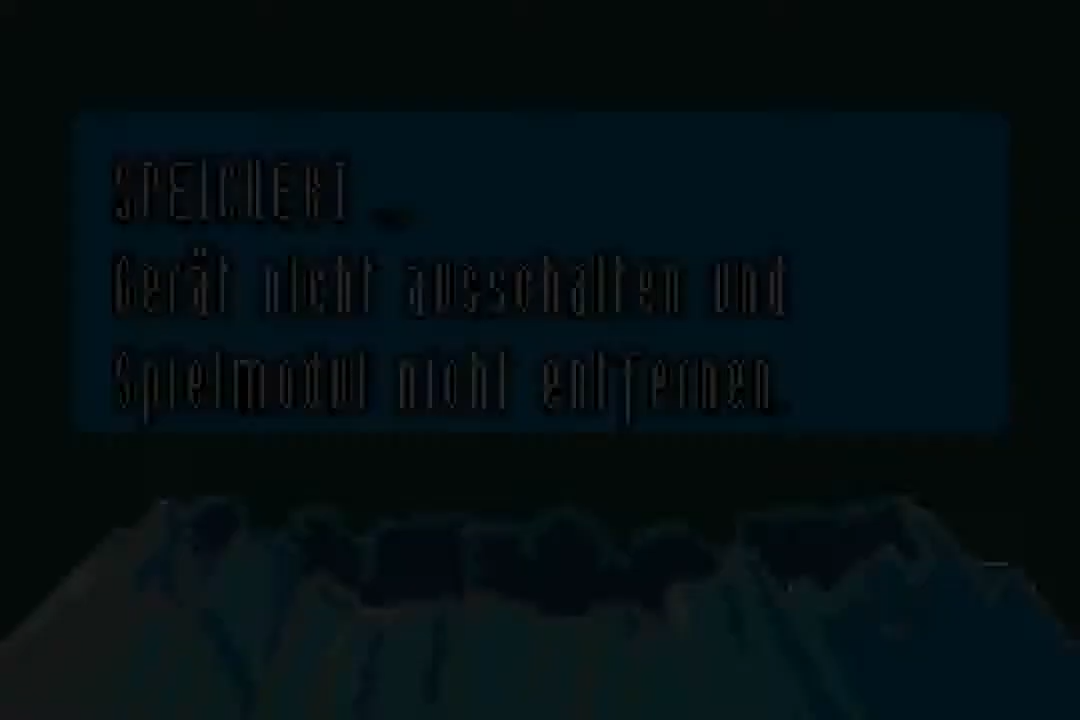 SPEICHERT …
Gerät nicht ausschalten und
Spielmodul nicht entfernen.